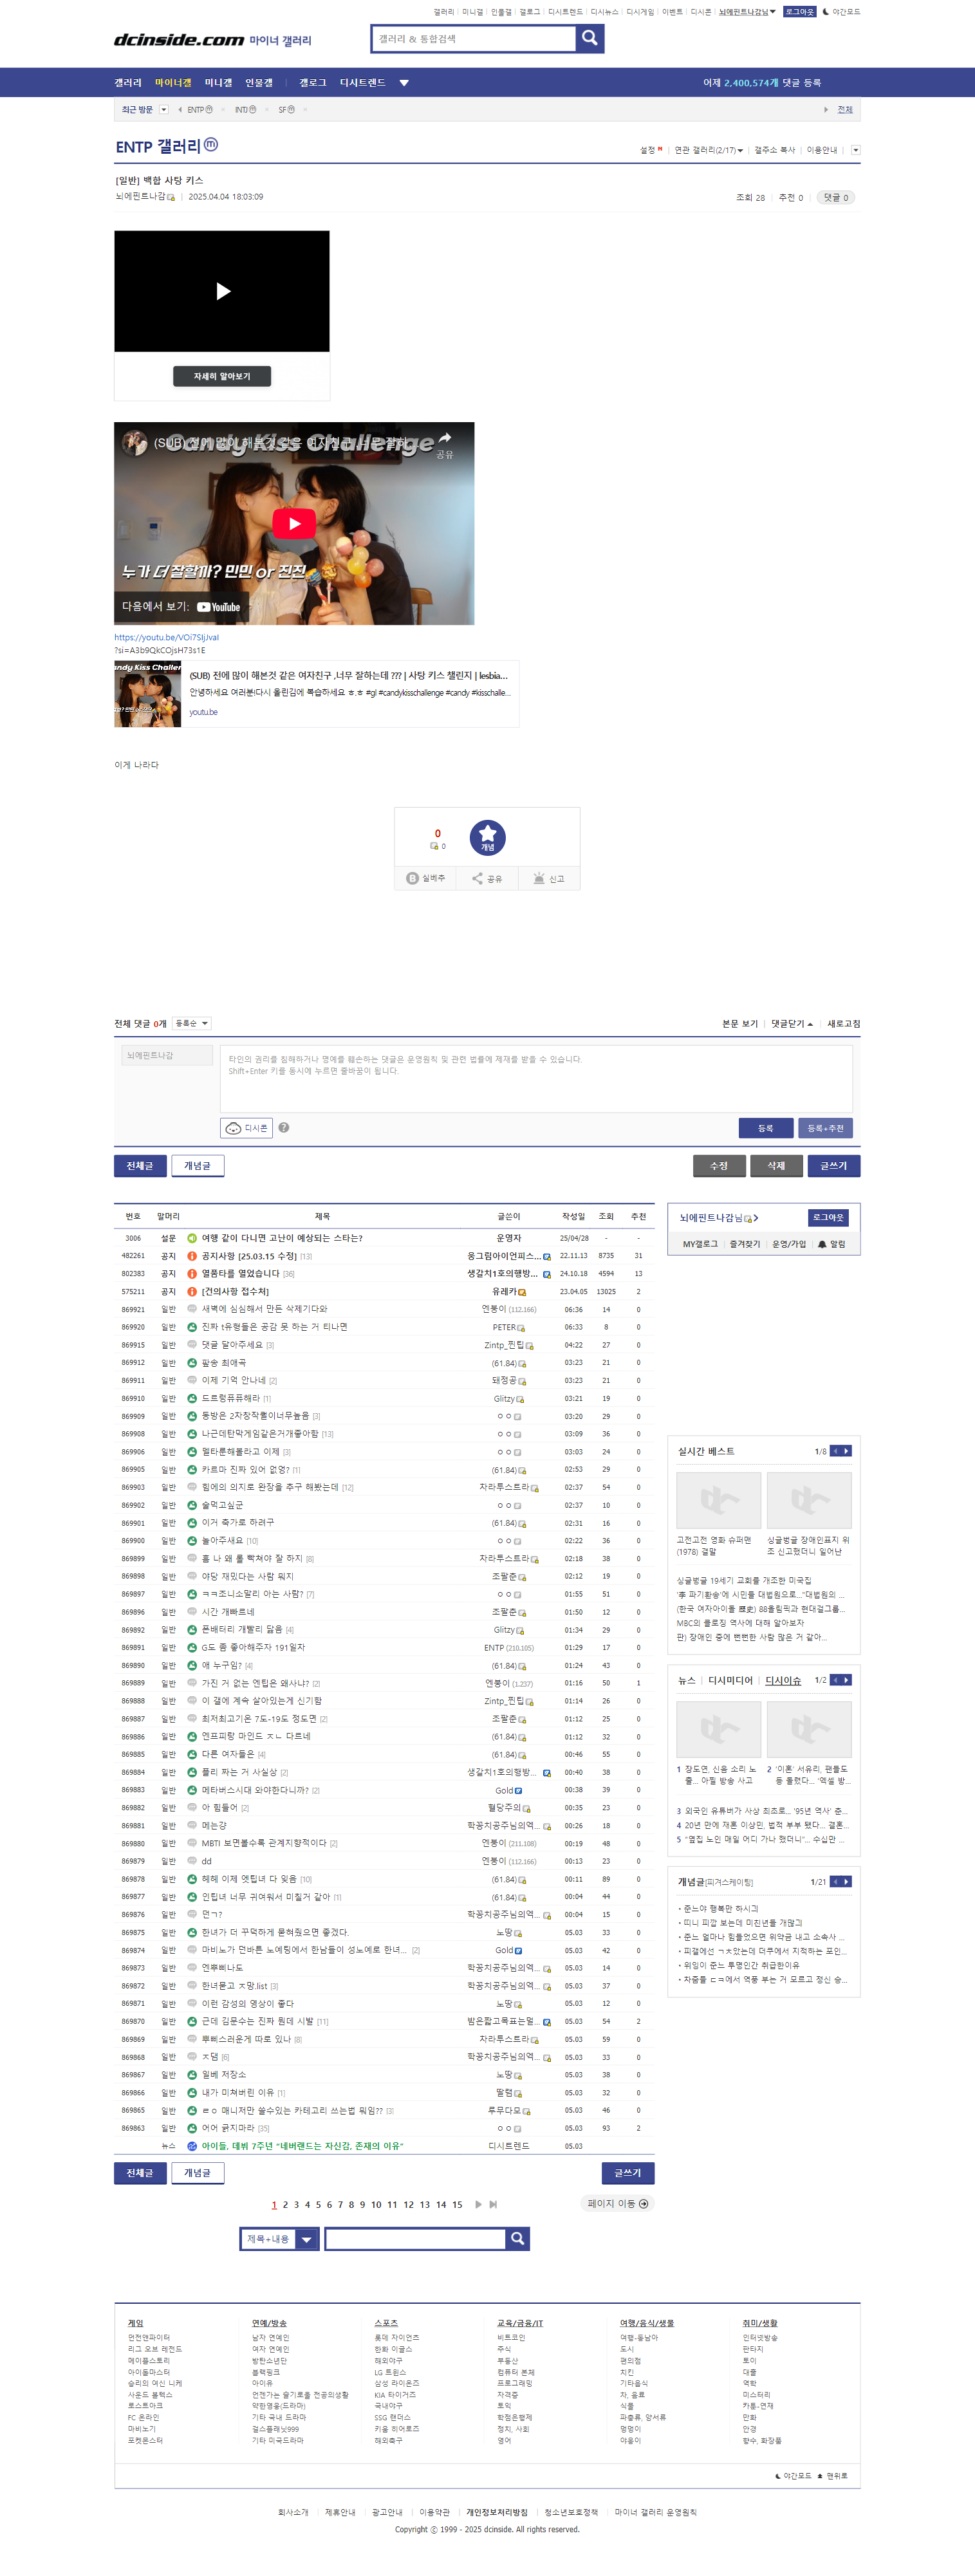 갤러리 | 미니갤 | 인물갤 | 갤로그 | 디시트렌드 | 디시뉴스 | 디시게임 | 이벤트 | 디시콘 | 뇌에핀트나감님 로그아웃 야간모드
dcinside.com 마이너 갤러리
갤러리 & 통합검색
갤러리 마이너갤 미니갤 인물갤 | 갤로그 디시트렌드
어제 2,400,574개 댓글 등록
최근 방문 ENTPⓜ × INTJⓜ × SFⓜ × 전체
ENTP 갤러리ⓜ
설정 | 연관 갤러리(2/17) | 갤주소 복사 | 이용안내 |
[일반] 백합 사탕 키스
뇌에핀트나감 | 2025.04.04 18:03:09
조회 28 | 추천 0 | 댓글 0
자세히 알아보기
(SUB) 전에 많이 해본것 같은 여자친구 ,너무 잘하...
공유
Candy Kiss Challenge
누가 더 잘할까? 민민 or 진진
다음에서 보기: YouTube
https://youtu.be/VOi7SIjJvaI
?si=A3b9QkCOjsH73s1E
(SUB) 전에 많이 해본것 같은 여자친구 ,너무 잘하는데 ??? | 사탕 키스 챌린지 | lesbia...
안녕하세요 여러분!다시 올린김에 복습하세요 ㅎ.ㅎ #gl #candykisschallenge #candy #kisschalle...
youtu.be
이게 나라다
0
0
개념
실베추 공유 신고
전체 댓글 0개 등록순
본문 보기 | 댓글닫기 | 새로고침
뇌에핀트나감
타인의 권리를 침해하거나 명예를 훼손하는 댓글은 운영원칙 및 관련 법률에 제재를 받을 수 있습니다.
Shift+Enter 키를 동시에 누르면 줄바꿈이 됩니다.
디시콘 ?
등록 등록+추천
전체글 개념글
수정 삭제 글쓰기
번호 말머리 제목 글쓴이 작성일 조회 추천
3006 설문 여행 같이 다니면 고난이 예상되는 스타는? 운영자 25/04/28 - -
482261 공지 공지사항 [25.03.15 수정] [13] 몽그림아이언피스... 22.11.13 8735 31
802383 공지 열품타를 열었습니다 [36] 생갈치1호의행방... 24.10.18 4594 13
575211 공지 [건의사항 접수처] 유레카 23.04.05 13025 2
869921 일반 새벽에 심심해서 만든 삭제기다와 엔붕이 (112.166) 06:36 14 0
869920 일반 진짜 t유형들은 공감 못 하는 거 티나면 PETER 06:33 8 0
869915 일반 댓글 달아주세요 [3] Zintp_찐팁 04:22 27 0
869912 일반 팝송 최애곡 (61.84) 03:23 21 0
869911 일반 이제 기억 안나네 [2] 돼정공 03:23 21 0
869910 일반 드르렁퓨퓨해라 [1] Glitzy 03:21 19 0
869909 일반 동방은 2차창작퀄이너무높음 [3] ㅇㅇ 03:20 29 0
869908 일반 나근데탄막게임같은거개좋아함 [13] ㅇㅇ 03:09 36 0
869906 일반 멀타툰해볼라고 이제 [3] ㅇㅇ 03:03 24 0
869905 일반 카르마 진짜 있어 없엉? [1] (61.84) 02:53 29 0
869903 일반 힘에의 의지로 완장을 추구 해봤는데 [12] 자라투스트라 02:37 54 0
869902 일반 술먹고싶군 ㅇㅇ 02:37 10 0
869901 일반 이거 축가로 하려구 (61.84) 02:31 16 0
869900 일반 놀아주새요 [10] ㅇㅇ 02:22 36 0
869899 일반 흠 나 왜 롤 빡쳐야 잘 하지 [8] 자라투스트라 02:18 38 0
869898 일반 야당 재밌다는 사람 뭐지 조팔준 02:12 19 0
869897 일반 ㅋㅋ조니소말리 아는 사람? [7] ㅇㅇ 01:55 51 0
869896 일반 시간 개빠르네 조팔준 01:50 12 0
869892 일반 폰배터리 개빨리 닳음 [4] Glitzy 01:34 29 0
869891 일반 G도 좀 좋아해주자 191일차 ENTP (210.105) 01:29 17 0
869890 일반 얘 누구임? [4] (61.84) 01:24 43 0
869889 일반 가진 거 없는 엔팁은 왜사냐? [2] 엔붕이 (1.237) 01:16 50 1
869888 일반 이 갤에 계속 살아있는게 신기함 Zintp_찐팁 01:14 26 0
869887 일반 최저최고기온 7도-19도 정도면 [2] 조팔준 01:12 25 0
869886 일반 엔프피랑 마인드 ㅈㄴ 다르네 (61.84) 01:12 32 0
869885 일반 다른 여자들은 [4] (61.84) 00:46 55 0
869884 일반 플리 짜는 거 사실상 [2] 생갈치1호의행방... 00:40 38 0
869883 일반 메타버스시대 와야한다니까? [2] Gold 00:38 39 0
869882 일반 아 힘들어 [2] 혈당주의 00:35 23 0
869881 일반 메는걍 학꽁치공주님의역... 00:26 18 0
869880 일반 MBTI 보면볼수록 관계지향적이다 [2] 엔붕이 (211.108) 00:19 48 0
869879 일반 dd 엔붕이 (112.166) 00:13 23 0
869878 일반 헤헤 이제 엣팁녀 다 잊음 [10] (61.84) 00:11 89 0
869877 일반 인팁녀 너무 귀여워서 미칠거 같아 [1] (61.84) 00:04 44 0
869876 일반 먼ㄱ? 학꽁치공주님의역... 00:04 15 0
869875 일반 한녀가 더 꾸덕하게 묻혀줬으면 좋겠다. 노땅 05.03 33 0
869874 일반 마비노가 던바튼 노예팅에서 한남들이 성노예로 한녀... [2] Gold 05.03 42 0
869873 일반 엔뿌삐나도 학꽁치공주님의역... 05.03 14 0
869872 일반 한녀묻고 ㅈ망.list [3] 학꽁치공주님의역... 05.03 37 0
869871 일반 이런 감성의 영상이 좋다 노땅 05.03 12 0
869870 일반 근데 김문수는 진짜 뭔데 시발 [11] 밤은짧고목표는멀... 05.03 54 2
869869 일반 뿌삐스러운게 따로 있나 [8] 자라투스트라 05.03 59 0
869868 일반 ㅈ댐 [6] 학꽁치공주님의역... 05.03 33 0
869867 일반 일베 저장소 노땅 05.03 38 0
869866 일반 내가 미쳐버린 이유 [1] 딸렘 05.03 32 0
869865 일반 ㄹㅇ 매니저만 쓸수있는 카테고리 쓰는법 뭐임?? [3] 루무다모 05.03 46 0
869863 일반 어어 긁지마라 [35] ㅇㅇ 05.03 93 2
뉴스 아이들, 데뷔 7주년 "네버랜드는 자신감, 존재의 이유" 디시트렌드 05.03
전체글 개념글 글쓰기
1 2 3 4 5 6 7 8 9 10 11 12 13 14 15
페이지 이동
제목+내용
뇌에핀트나감님 로그아웃
MY갤로그 | 즐겨찾기 | 운영/가입 | 알림
실시간 베스트 1/8
고전고전 영화 슈퍼맨 (1978) 결말
싱글벙글 장애인표지 위조 신고했더니 일어난
싱글벙글 19세기 교회를 개조한 미국집
'李 파기환송'에 시민들 대법원으로..."대법원의 ...
(한국 여자아이돌 歷史) 88올림픽과 현대걸그룹...
MBC의 클로징 역사에 대해 알아보자
판) 장애인 중에 뻔뻔한 사람 많은 거 같아...
뉴스 | 디시미디어 | 디시이슈 1/2
1 장도연, 신음 소리 노출... 아찔 방송 사고
2 '이혼' 서유리, 팬들도 등 돌렸다... '엑셀 방...
3 외국인 유튜버가 사상 최조로... '95년 역사' 준...
4 20년 만에 재혼 이상민, 법적 부부 됐다... 결혼...
5 "옆집 노인 매일 어디 가나 했더니"... 수십만 ...
개념글[피겨스케이팅] 1/21
· 준느야 행복만 하시긔
· 띠니 피깝 보는데 미친년들 개많긔
· 준느 얼마나 힘들었으면 위약금 내고 소속사 ...
· 피갤에선 ㄱㅊ았는데 더쿠에서 지적하는 포인...
· 위밍이 준느 투명인간 취급한이유
· 차줌들 ㄷㅋ에서 역풍 부는 거 모르고 정신 승...
게임 연예/방송 스포츠 교육/금융/IT 여행/음식/생물 취미/생활
던전앤파이터 남자 연예인 롯데 자이언츠 비트코인 여행-동남아 인터넷방송
리그 오브 레전드 여자 연예인 한화 이글스 주식 도시 판타지
메이플스토리 방탄소년단 해외야구 부동산 편의점 토이
아이돌마스터 블랙핑크 LG 트윈스 컴퓨터 본체 치킨 대출
승리의 여신 니케 아이유 삼성 라이온즈 프로그래밍 기타음식 역학
사운드 볼텍스 언젠가는 슬기로울 전공의생활 KIA 타이거즈 자격증 차, 음료 미스터리
로스트아크 약한영웅(드라마) 국내야구 토익 식물 카툰-연재
FC 온라인 기타 국내 드라마 SSG 랜더스 학점은행제 파충류, 양서류 만화
마비노기 걸스플래닛999 키움 히어로즈 정치, 사회 멍멍이 안경
포켓몬스터 기타 미국드라마 해외축구 영어 야옹이 향수, 화장품
야간모드 맨위로
회사소개 | 제휴안내 | 광고안내 | 이용약관 | 개인정보처리방침 | 청소년보호정책 | 마이너 갤러리 운영원칙
Copyright ⓒ 1999 - 2025 dcinside. All rights reserved.